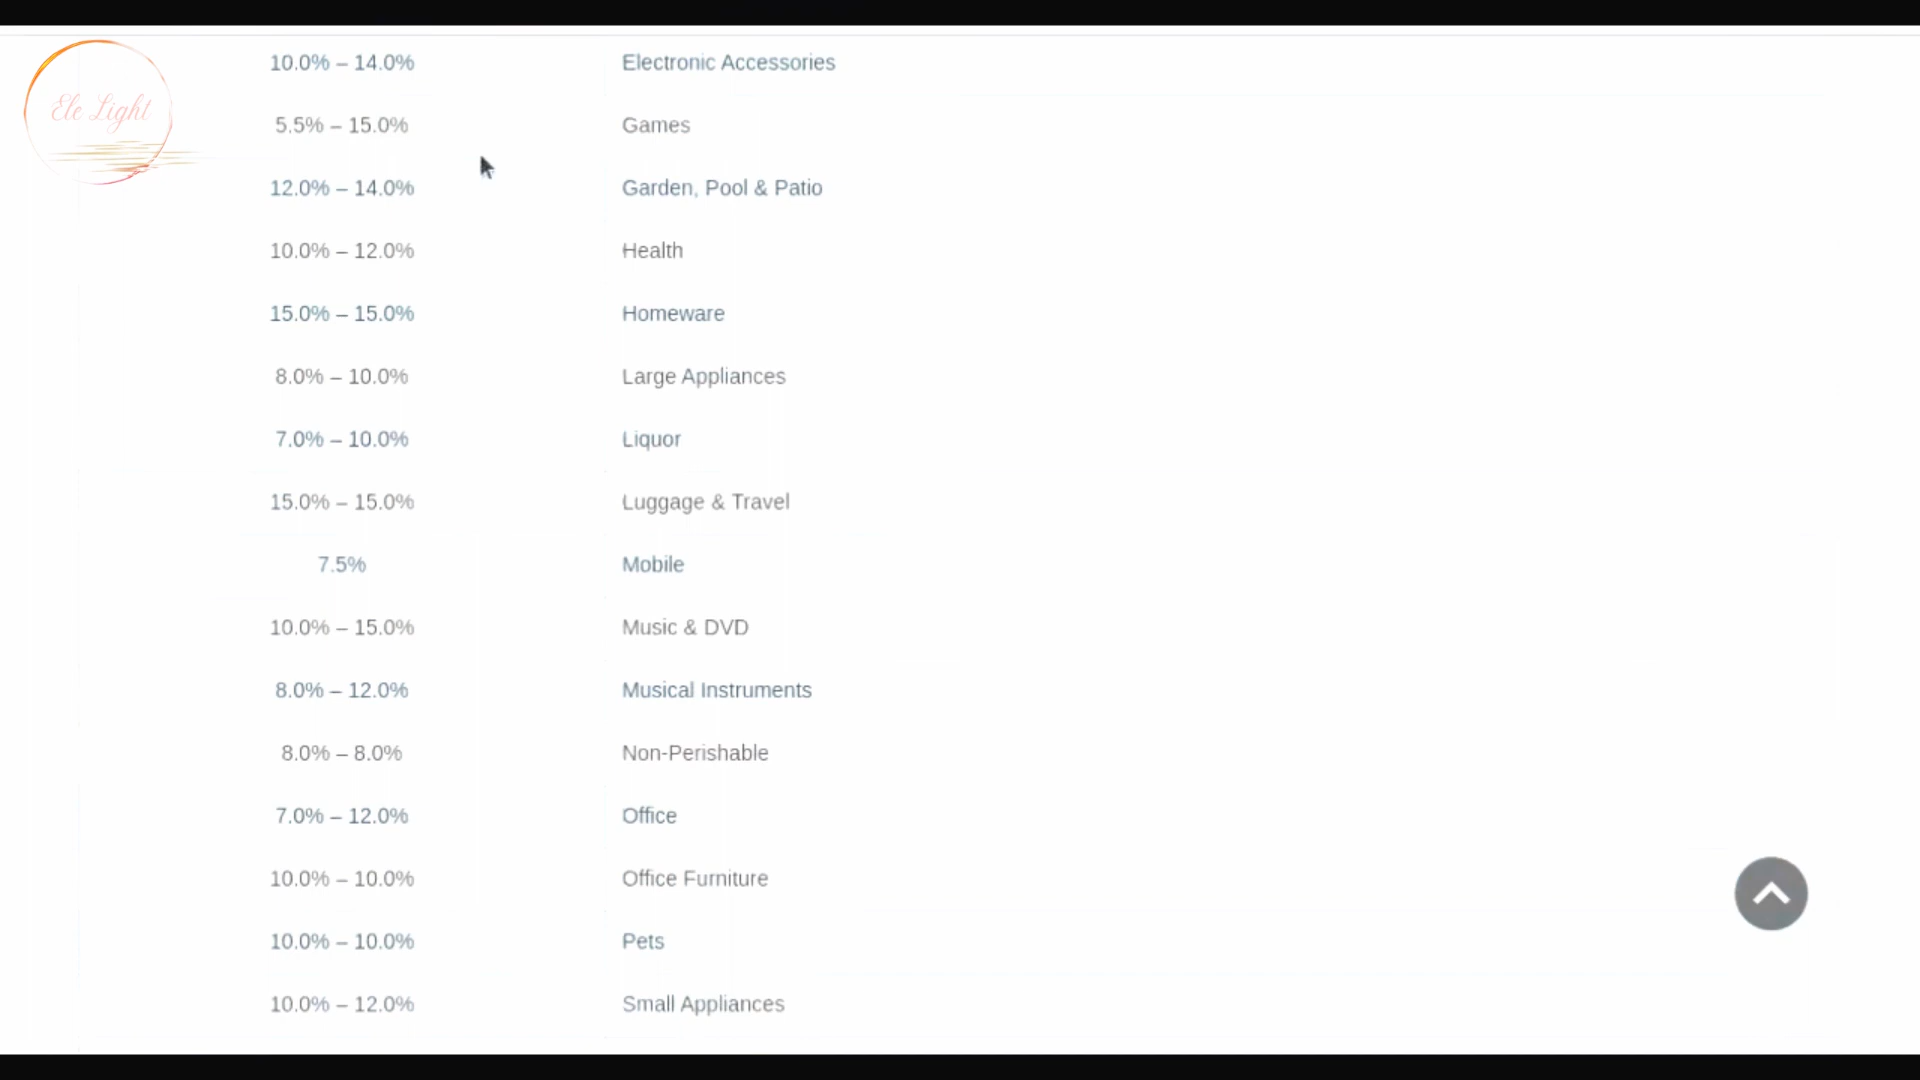 Ele Light
10.0% – 14.0% Electronic Accessories
5.5% – 15.0% Games
12.0% – 14.0% Garden, Pool & Patio
10.0% – 12.0% Health
15.0% – 15.0% Homeware
8.0% – 10.0% Large Appliances
7.0% – 10.0% Liquor
15.0% – 15.0% Luggage & Travel
7.5% Mobile
10.0% – 15.0% Music & DVD
8.0% – 12.0% Musical Instruments
8.0% – 8.0% Non-Perishable
7.0% – 12.0% Office
10.0% – 10.0% Office Furniture
10.0% – 10.0% Pets
10.0% – 12.0% Small Appliances